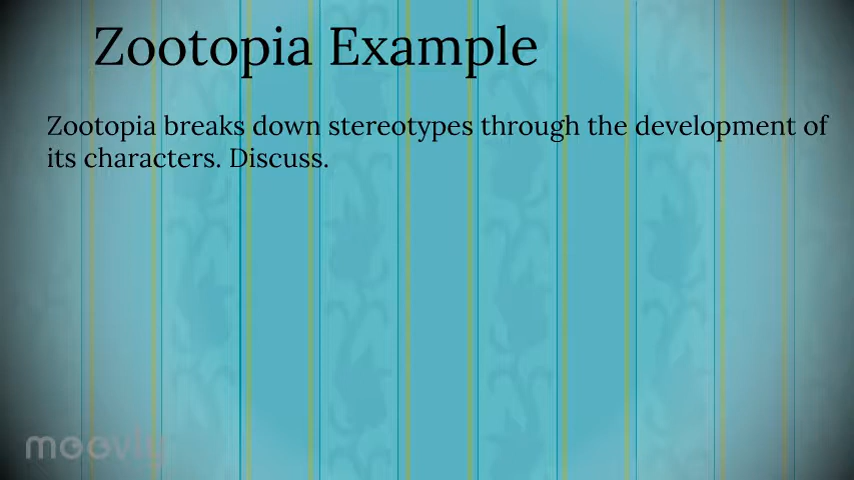 Zootopia Example
Zootopia breaks down stereotypes through the development of
its characters. Discuss.
moovly